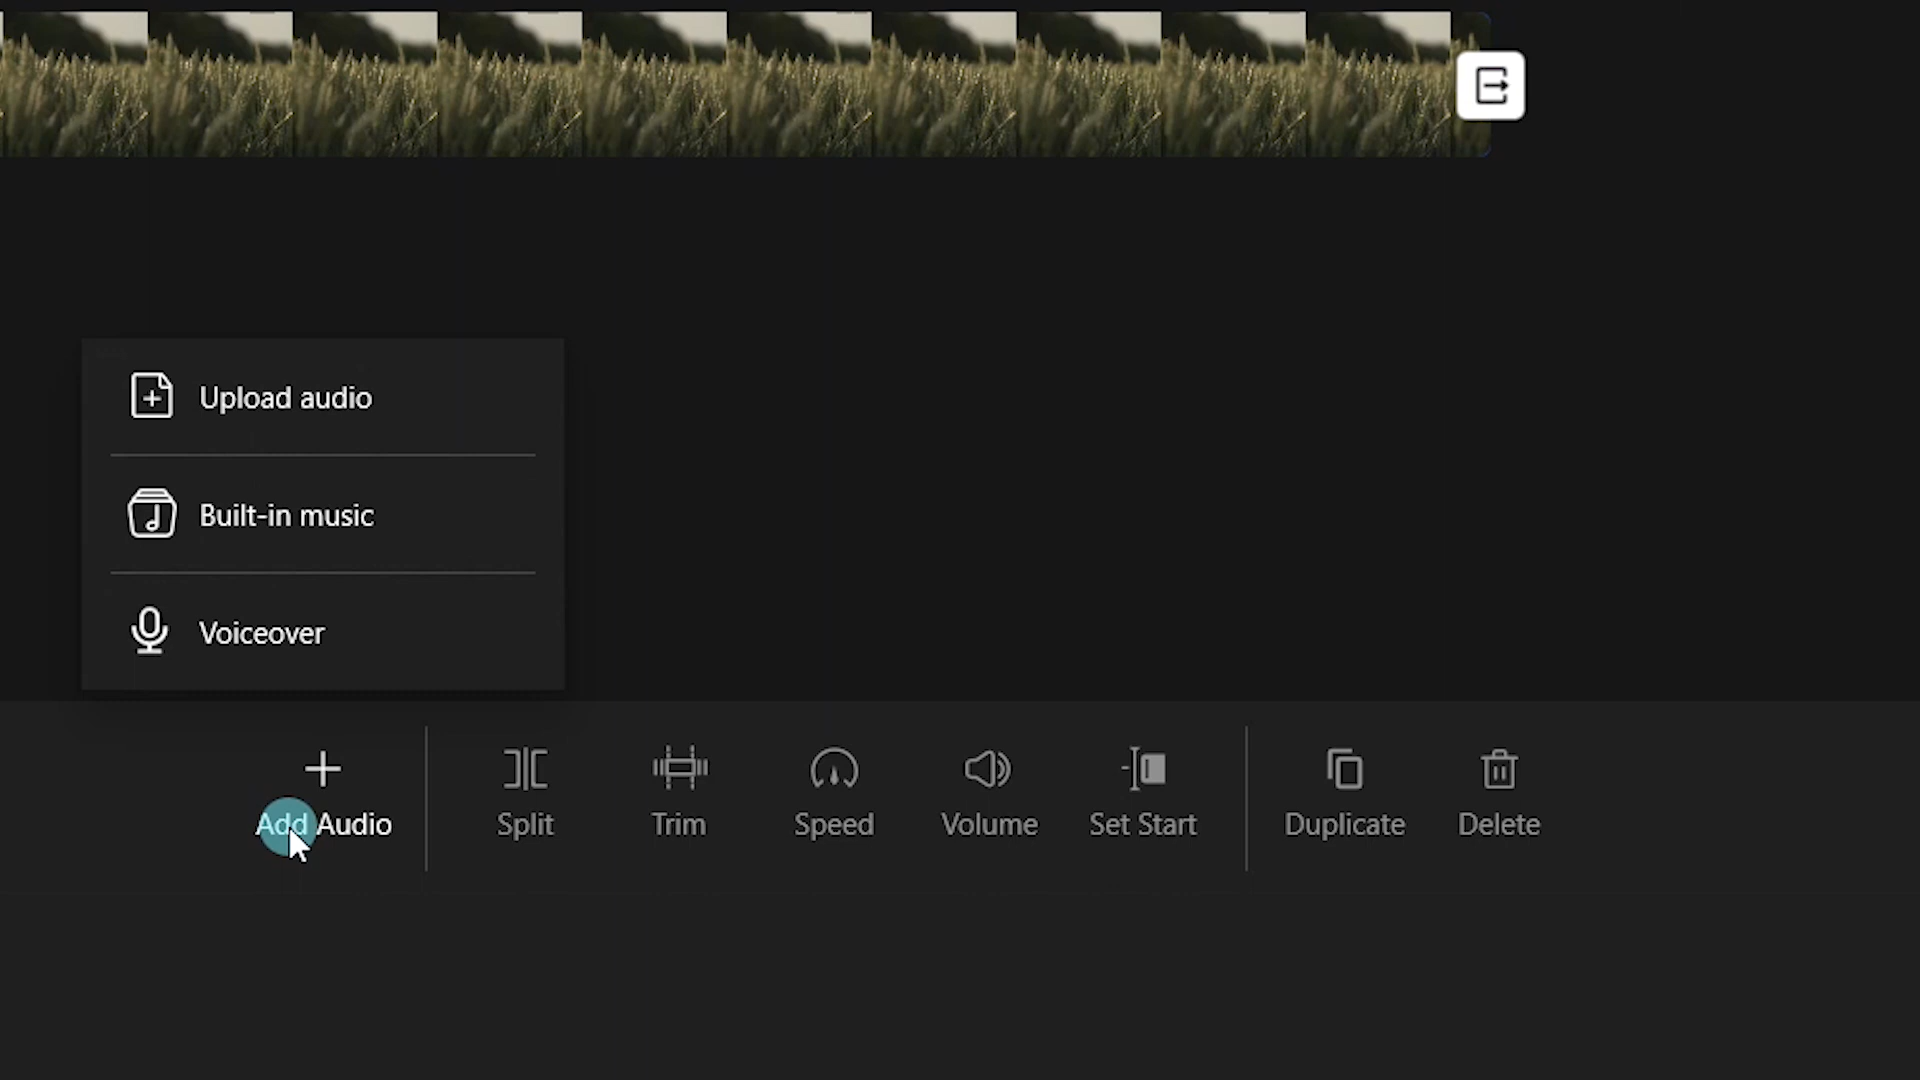 Upload audio
Built-in music
Voiceover
Add Audio
Split
Trim
Speed
Volume
Set Start
Duplicate
Delete